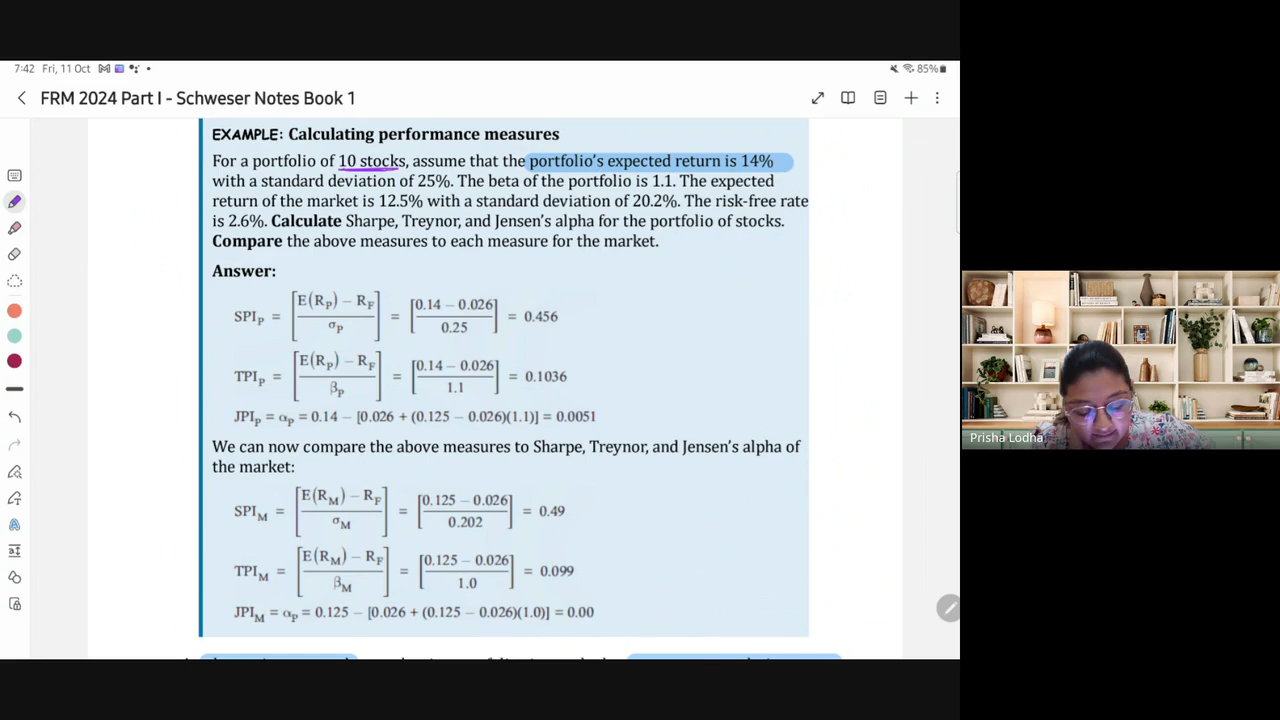 7:42 Fri, 11 Oct
85%
FRM 2024 Part I - Schweser Notes Book 1
EXAMPLE: Calculating performance measures
For a portfolio of 10 stocks, assume that the portfolio's expected return is 14%
with a standard deviation of 25%. The beta of the portfolio is 1.1. The expected
return of the market is 12.5% with a standard deviation of 20.2%. The risk-free rate
is 2.6%. Calculate Sharpe, Treynor, and Jensen's alpha for the portfolio of stocks.
Compare the above measures to each measure for the market.
Answer:
SPI_P = [E(R_P) – R_F / σ_P] = [0.14 – 0.026 / 0.25] = 0.456
TPI_P = [E(R_P) – R_F / β_P] = [0.14 – 0.026 / 1.1] = 0.1036
JPI_P = α_P = 0.14 – [0.026 + (0.125 – 0.026)(1.1)] = 0.0051
We can now compare the above measures to Sharpe, Treynor, and Jensen's alpha of
the market:
SPI_M = [E(R_M) – R_F / σ_M] = [0.125 – 0.026 / 0.202] = 0.49
TPI_M = [E(R_M) – R_F / β_M] = [0.125 – 0.026 / 1.0] = 0.099
JPI_M = α_P = 0.125 – [0.026 + (0.125 – 0.026)(1.0)] = 0.00
Prisha Lodha